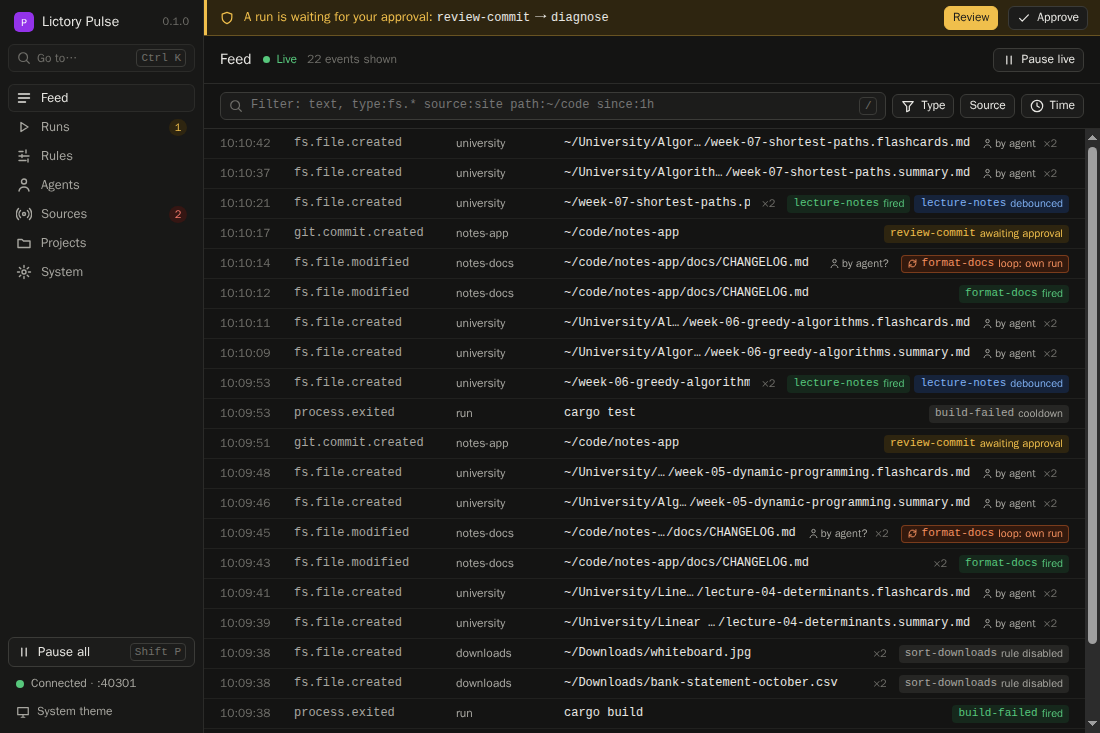 P Lictory Pulse 0.1.0
Go to··· Ctrl K
Feed
Runs 1
Rules
Agents
Sources 2
Projects
System
Pause all Shift P
Connected · :40301
System theme
A run is waiting for your approval: review-commit → diagnose Review Approve
Feed Live 22 events shown Pause live
Filter: text, type:fs.* source:site path:~/code since:1h / Type Source Time
10:10:42 fs.file.created university ~/University/Algor…/week-07-shortest-paths.flashcards.md by agent ×2
10:10:37 fs.file.created university ~/University/Algorith…/week-07-shortest-paths.summary.md by agent ×2
10:10:21 fs.file.created university ~/week-07-shortest-paths.p ×2 lecture-notes fired lecture-notes debounced
10:10:17 git.commit.created notes-app ~/code/notes-app review-commit awaiting approval
10:10:14 fs.file.modified notes-docs ~/code/notes-app/docs/CHANGELOG.md by agent? format-docs loop: own run
10:10:12 fs.file.modified notes-docs ~/code/notes-app/docs/CHANGELOG.md format-docs fired
10:10:11 fs.file.created university ~/University/Al…/week-06-greedy-algorithms.flashcards.md by agent ×2
10:10:09 fs.file.created university ~/University/Algor…/week-06-greedy-algorithms.summary.md by agent ×2
10:09:53 fs.file.created university ~/week-06-greedy-algorithm ×2 lecture-notes fired lecture-notes debounced
10:09:53 process.exited run cargo test build-failed cooldown
10:09:51 git.commit.created notes-app ~/code/notes-app review-commit awaiting approval
10:09:48 fs.file.created university ~/University/…/week-05-dynamic-programming.flashcards.md by agent ×2
10:09:46 fs.file.created university ~/University/Alg…/week-05-dynamic-programming.summary.md by agent ×2
10:09:45 fs.file.modified notes-docs ~/code/notes-…/docs/CHANGELOG.md by agent? ×2 format-docs loop: own run
10:09:43 fs.file.modified notes-docs ~/code/notes-app/docs/CHANGELOG.md ×2 format-docs fired
10:09:41 fs.file.created university ~/University/Line…/lecture-04-determinants.flashcards.md by agent ×2
10:09:39 fs.file.created university ~/University/Linear …/lecture-04-determinants.summary.md by agent ×2
10:09:38 fs.file.created downloads ~/Downloads/whiteboard.jpg ×2 sort-downloads rule disabled
10:09:38 fs.file.created downloads ~/Downloads/bank-statement-october.csv ×2 sort-downloads rule disabled
10:09:38 process.exited run cargo build build-failed fired